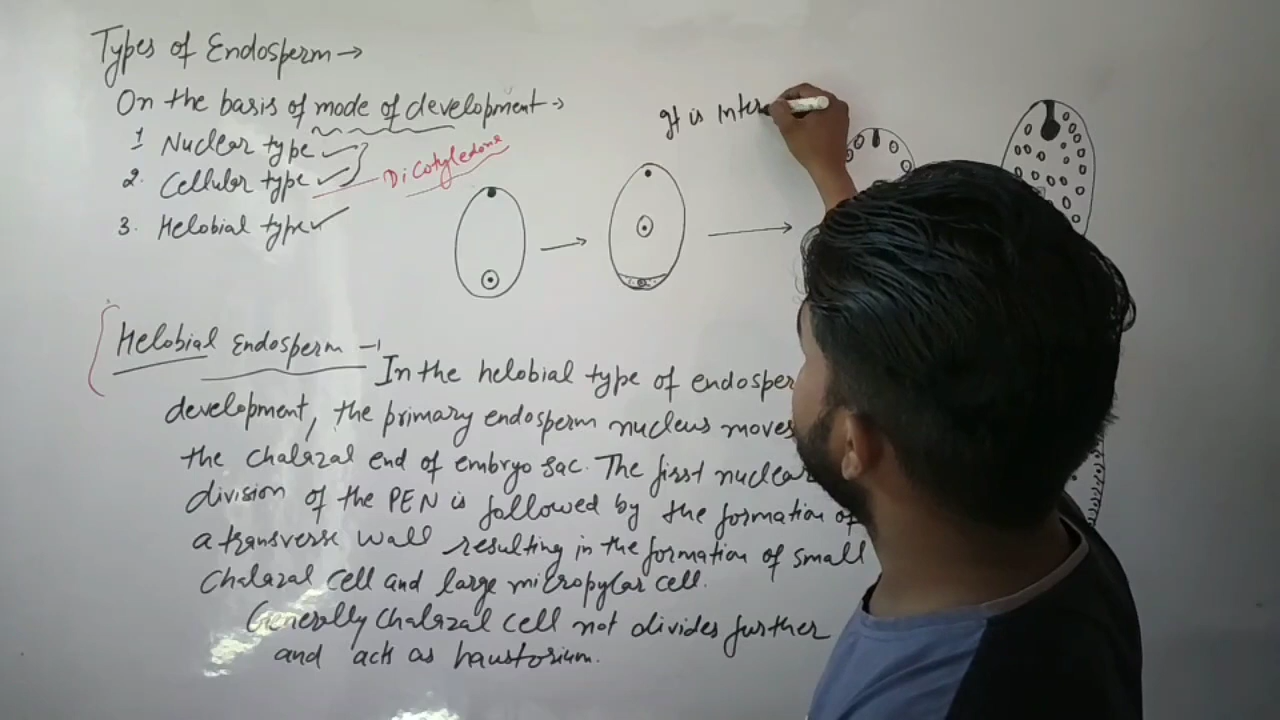 Types of Endosperm →
On the basis of mode of development →
1 Nuclear type
2. Cellular type
Dicotyledone
3. Helobial type
It is Inter
Helobial Endosperm -
In the helobial type of endosper
development, the primary endosperm nucleus moves
the chalazal end of embryo sac. The first nuclear
division of the PEN is followed by the formation of
a transverse wall resulting in the formation of small
chalazal cell and large micropylar cell.
Generally chalazal cell not divides further
and acts as haustorium.